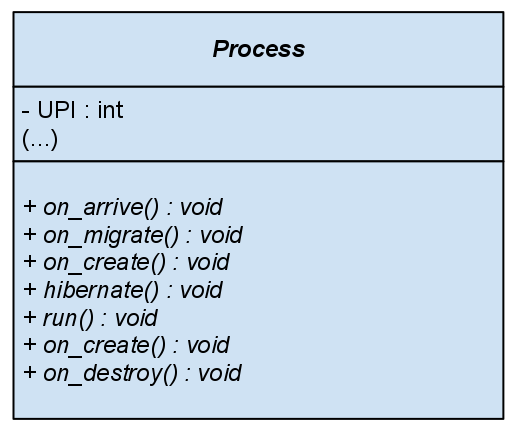 Process
- UPI : int
(...)
+ on_arrive() : void
+ on_migrate() : void
+ on_create() : void
+ hibernate() : void
+ run() : void
+ on_create() : void
+ on_destroy() : void